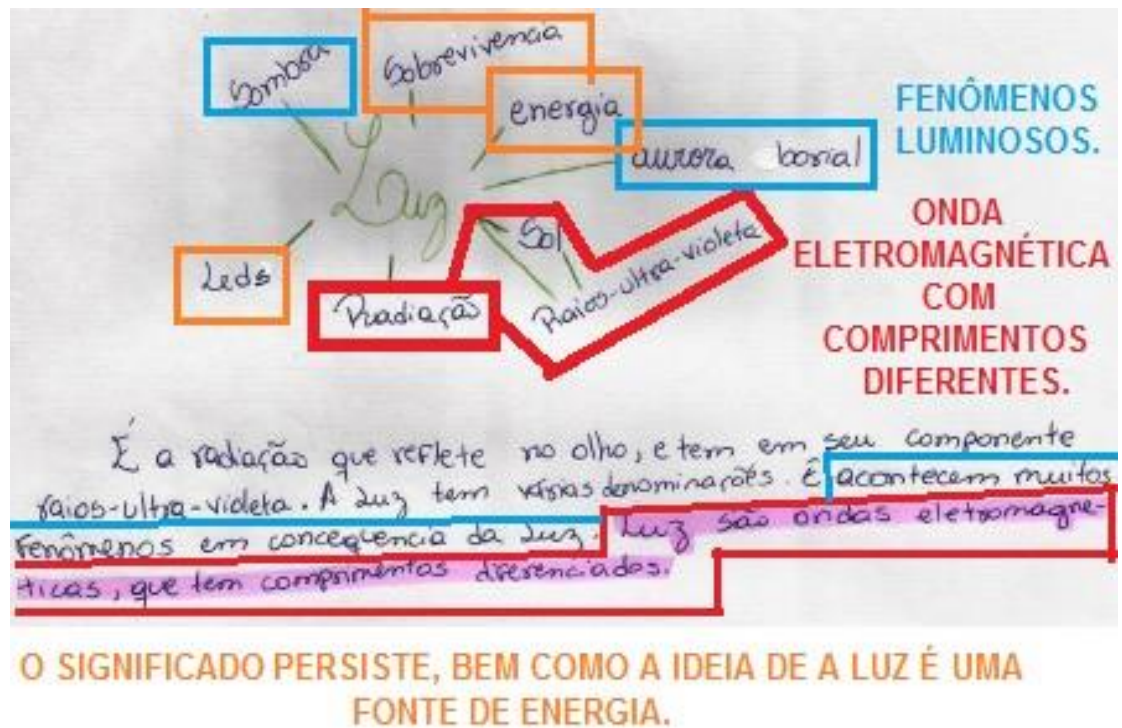 Sombra
Sobrevivencia
energia
aurora borial
Luz
Sol
Raios-ultra-violeta
Leds
Radiação
FENÔMENOS
LUMINOSOS.
ONDA
ELETROMAGNÉTICA
COM
COMPRIMENTOS
DIFERENTES.
É a radiação que reflete no olho, e tem em seu componente
raios-ultra-violeta. A Luz tem várias denominações. E acontecem muitos
fenômenos em conceqüencia da Luz. Luz são ondas eletromagne-
ticas, que tem comprimentos diferenciados.
O SIGNIFICADO PERSISTE, BEM COMO A IDEIA DE A LUZ É UMA
FONTE DE ENERGIA.